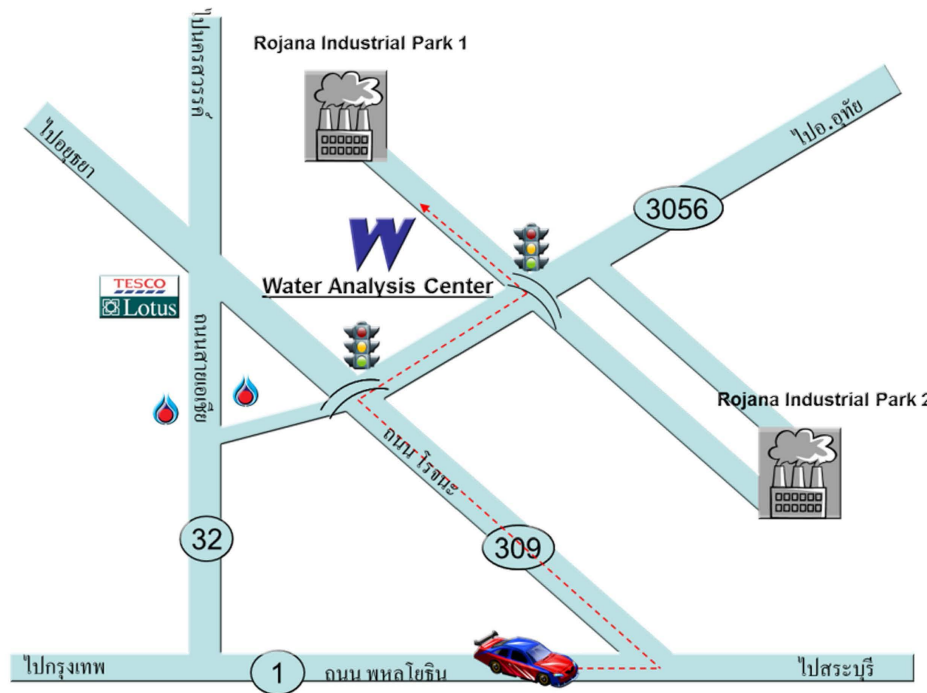 ไปนครสวรรค์
Rojana Industrial Park 1
ไปอยุธยา
ไปอ.อุทัย
3056
W
Water Analysis Center
TESCO
Lotus
ถนนสายเอเซีย
Rojana Industrial Park 2
ถนน โรจนะ
32
309
ไปกรุงเทพ
1
ถนน พหลโยธิน
ไปสระบุรี